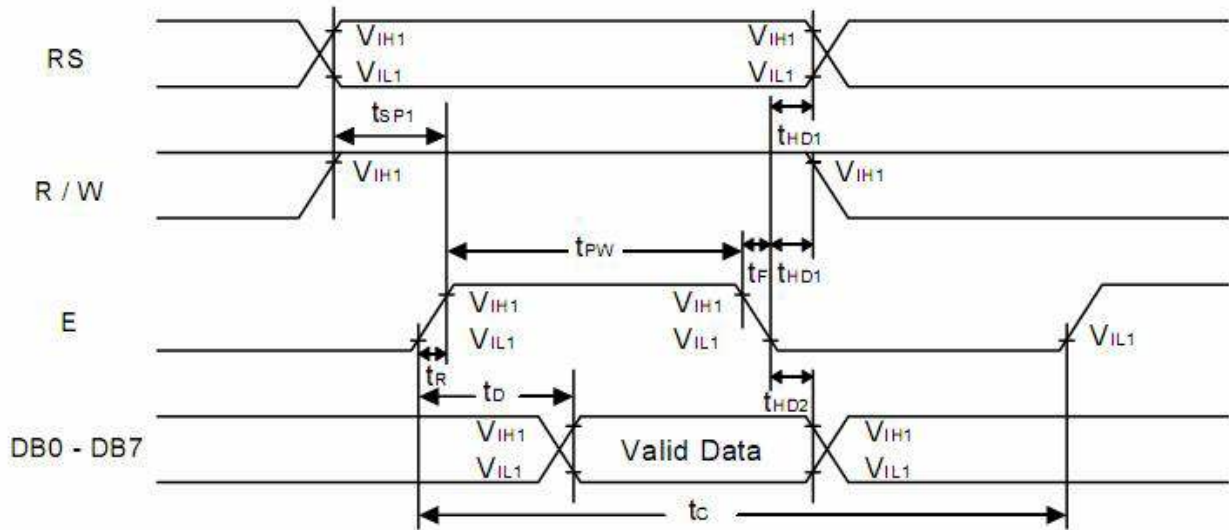 RS
VIH1
VIH1
VIL1
VIL1
tSP1
tHD1
R / W
VIH1
VIH1
tPW
tF
tHD1
E
VIH1
VIH1
VIL1
VIL1
VIL1
tR
tD
tHD2
DB0 - DB7
VIH1
VIH1
Valid Data
VIL1
VIL1
tC